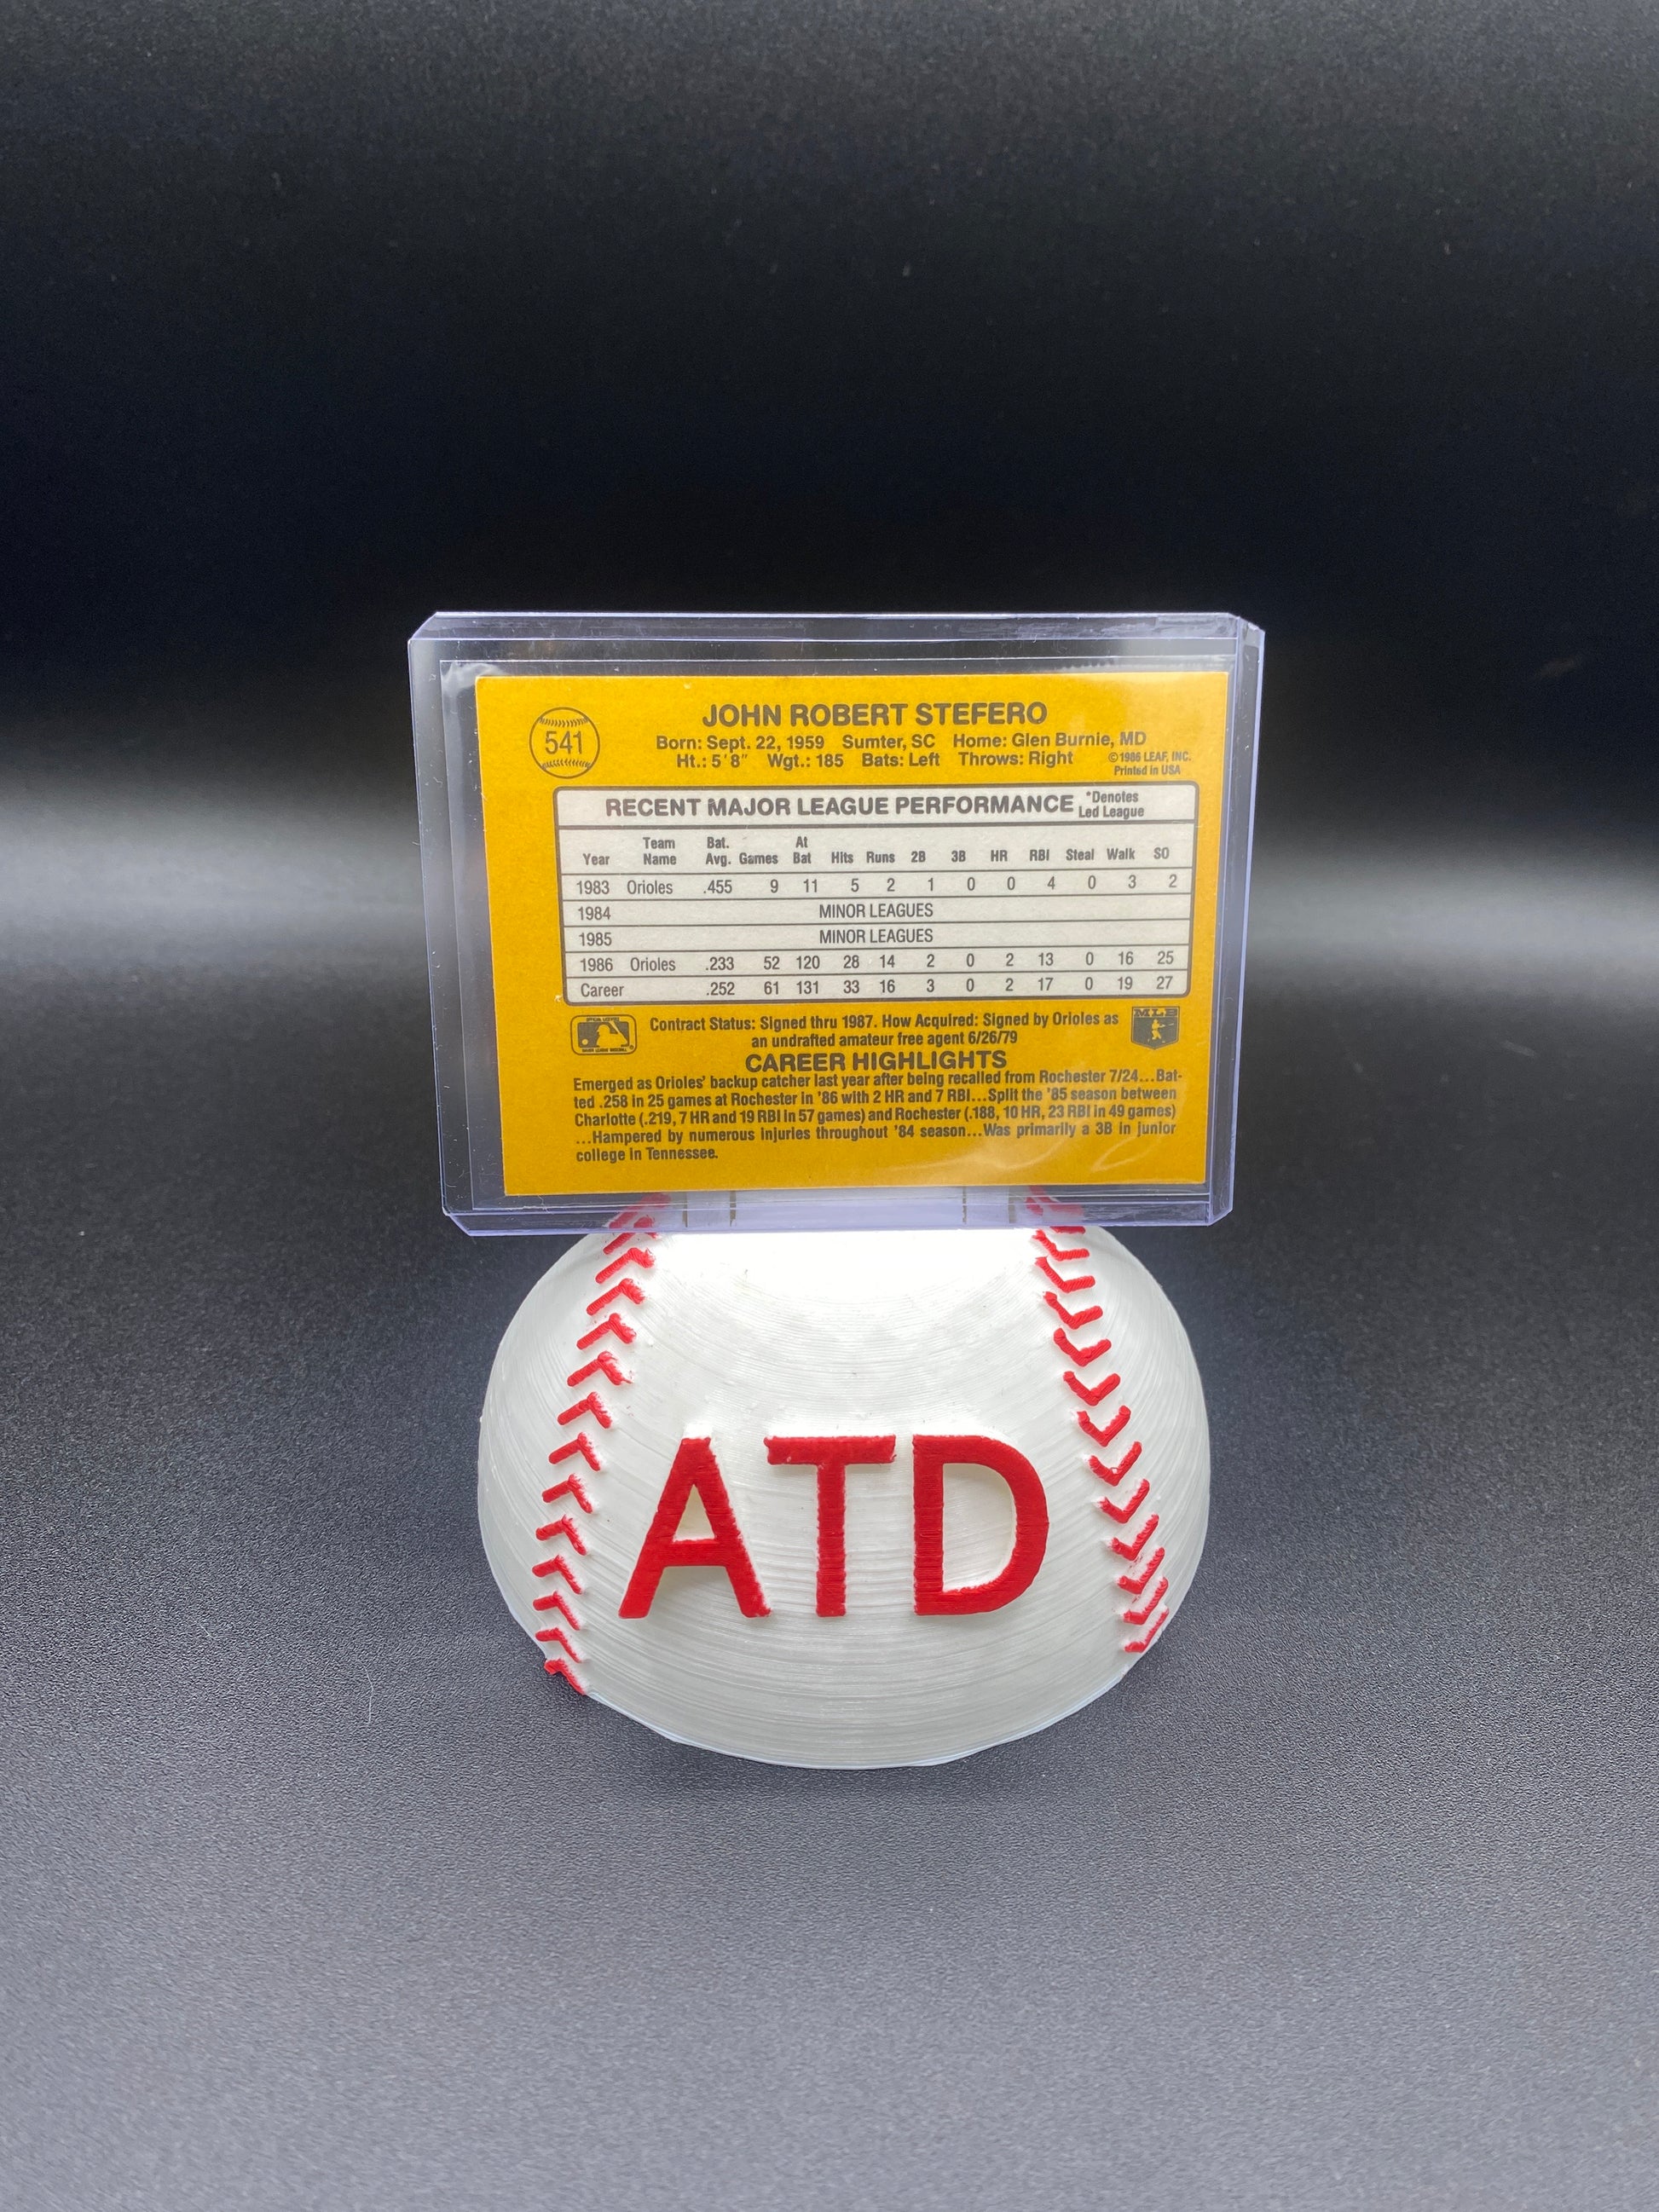 541
JOHN ROBERT STEFERO
Born: Sept. 22, 1959 Sumter, SC Home: Glen Burnie, MD
Ht.: 5'8" Wgt.: 185 Bats: Left Throws: Right
©1986 LEAF, INC.
Printed in USA
RECENT MAJOR LEAGUE PERFORMANCE *Denotes Led League
Year Team Name Bat. Avg. Games At Bat Hits Runs 2B 3B HR RBI Steal Walk SO
1983 Orioles .455 9 11 5 2 1 0 0 4 0 3 2
1984 MINOR LEAGUES
1985 MINOR LEAGUES
1986 Orioles .233 52 120 28 14 2 0 2 13 0 16 25
Career .252 61 131 33 16 3 0 2 17 0 19 27
Contract Status: Signed thru 1987. How Acquired: Signed by Orioles as
an undrafted amateur free agent 6/26/79
MLB
CAREER HIGHLIGHTS
Emerged as Orioles' backup catcher last year after being recalled from Rochester 7/24...Bat-
ted .258 in 25 games at Rochester in '86 with 2 HR and 7 RBI...Split the '85 season between
Charlotte (.219, 7 HR and 19 RBI in 57 games) and Rochester (.188, 10 HR, 23 RBI in 49 games)
...Hampered by numerous injuries throughout '84 season...Was primarily a 3B in junior
college in Tennessee.
ATD